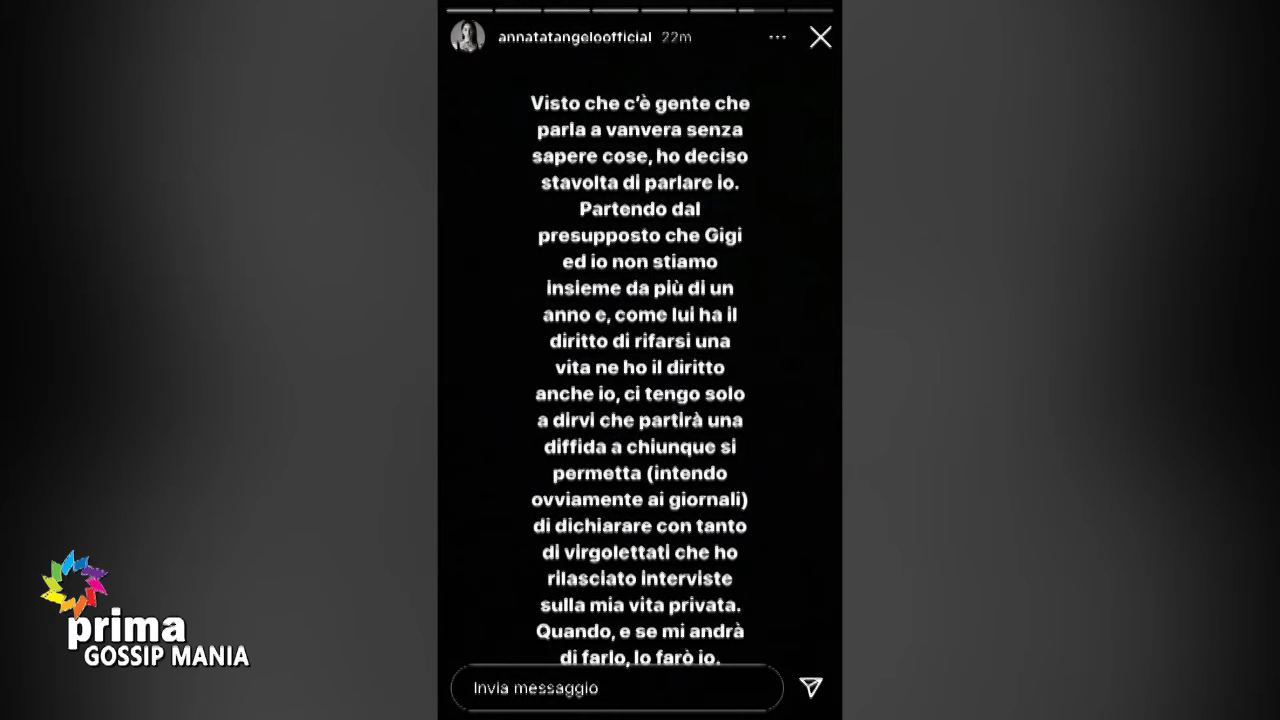 annatatangeloofficial 22m
Visto che c'è gente che
parla a vanvera senza
sapere cose, ho deciso
stavolta di parlare io.
Partendo dal
presupposto che Gigi
ed io non stiamo
insieme da più di un
anno e, come lui ha il
diritto di rifarsi una
vita ne ho il diritto
anche io, ci tengo solo
a dirvi che partirà una
diffida a chiunque si
permetta (intendo
ovviamente ai giornali)
di dichiarare con tanto
di virgolettati che ho
rilasciato interviste
sulla mia vita privata.
Quando, e se mi andrà
di farlo, lo farò io.
Invia messaggio
prima
GOSSIP MANIA